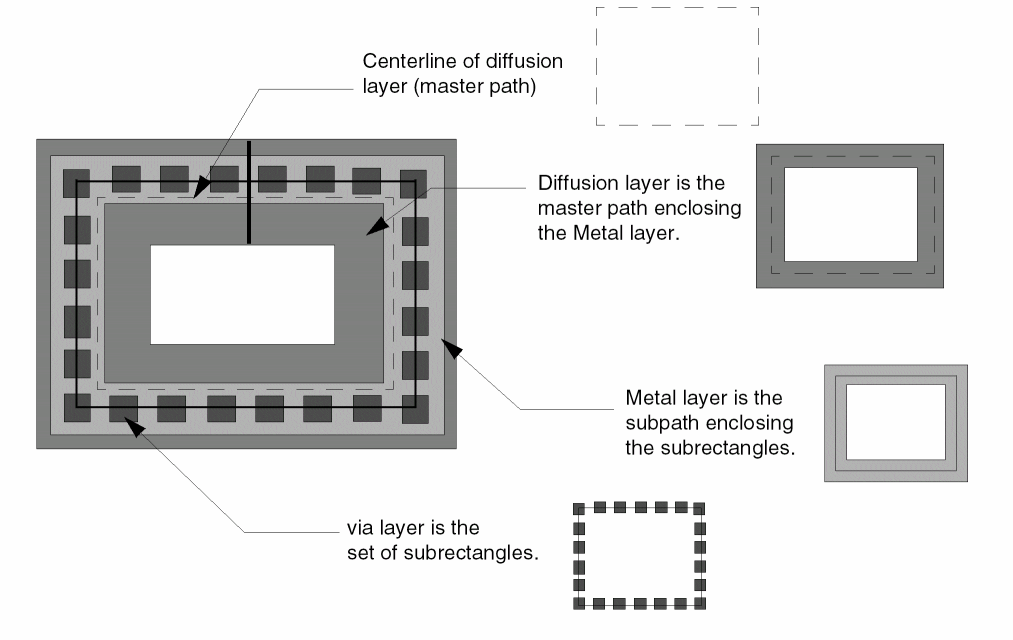 Centerline of diffusion
layer (master path)
Diffusion layer is the
master path enclosing
the Metal layer.
Metal layer is the
subpath enclosing
the subrectangles.
via layer is the
set of subrectangles.